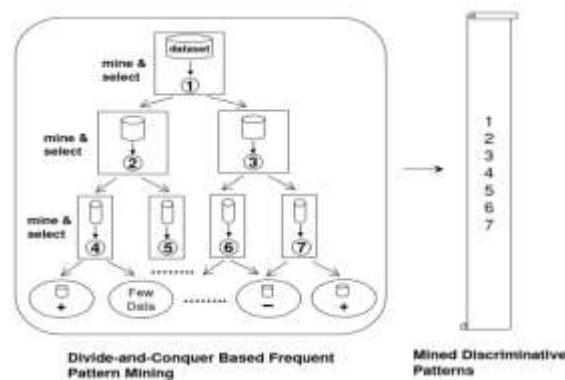 dataset
mine &
select
1
mine &
select
2
3
mine &
select
4
5
6
7
+
Few
Data
−
+
Divide-and-Conquer Based Frequent
Pattern Mining
1
2
3
4
5
6
7
Mined Discriminative
Patterns